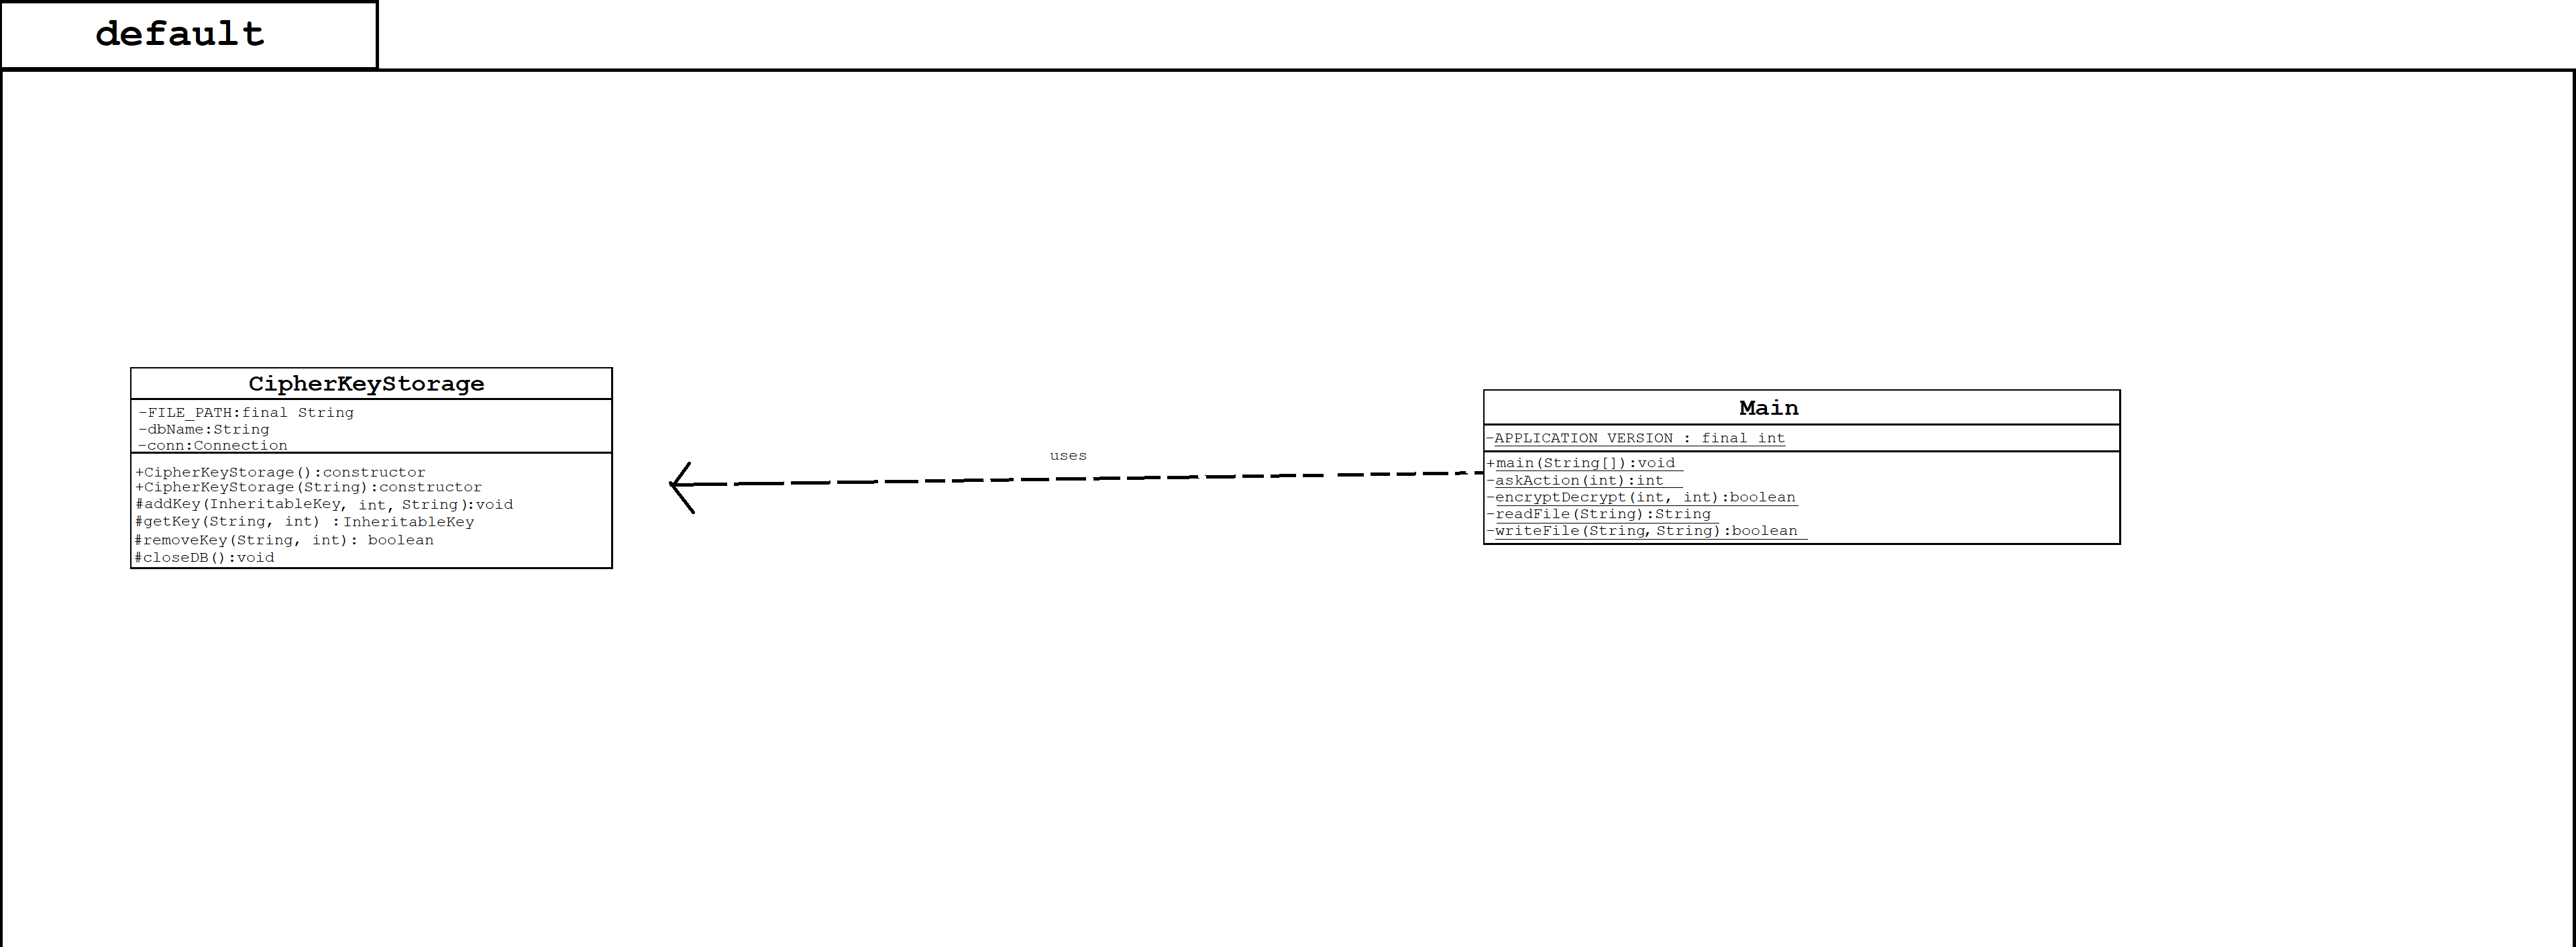 default
CipherKeyStorage
-FILE_PATH:final String
-dbName:String
-conn:Connection
+CipherKeyStorage():constructor
+CipherKeyStorage(String):constructor
#addKey(InheritableKey, int, String):void
#getKey(String, int) :InheritableKey
#removeKey(String, int): boolean
#closeDB():void
uses
Main
-APPLICATION VERSION : final int
+main(String[]):void
-askAction(int):int
-encryptDecrypt(int, int):boolean
-readFile(String):String
-writeFile(String, String):boolean